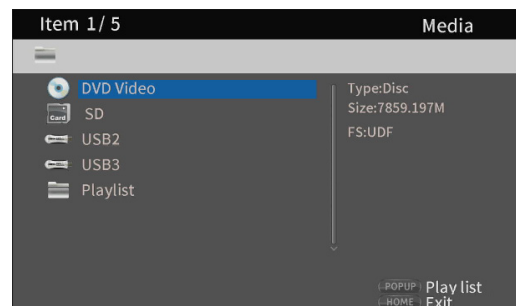 Item 1/ 5
Media
DVD Video
Card SD
USB2
USB3
Playlist
Type:Disc
Size:7859.197M
FS:UDF
POPUP Play list
HOME Exit